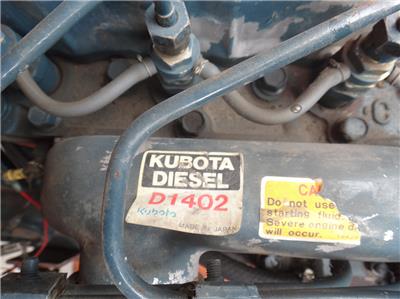 KUBOTA
DIESEL
D1402
Kubota
MADE IN JAPAN
Do not use
starting fluid.
Severe engine
will occur.